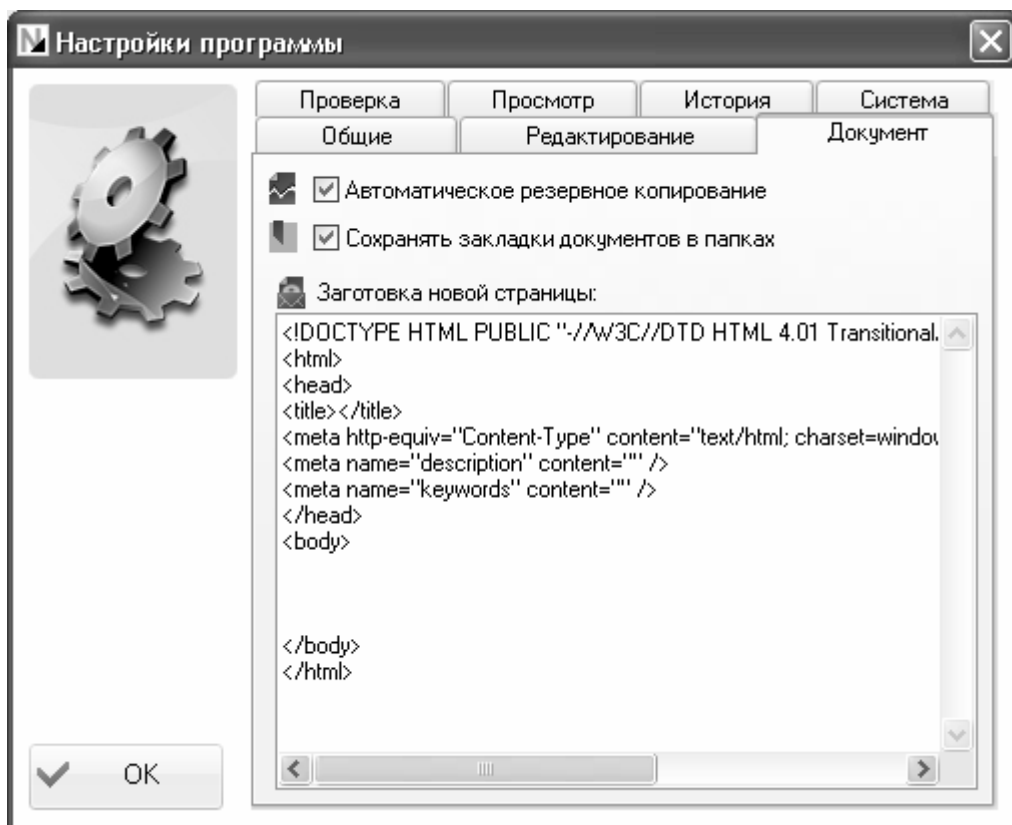 Настройки программы
Проверка Просмотр История Система
Общие Редактирование Документ
Автоматическое резервное копирование
Сохранять закладки документов в папках
Заготовка новой страницы:
<!DOCTYPE HTML PUBLIC "-//W3C//DTD HTML 4.01 Transitional.
<html>
<head>
<title></title>
<meta http-equiv="Content-Type" content="text/html; charset=window
<meta name="description" content="" />
<meta name="keywords" content="" />
</head>
<body>
</body>
</html>
OK